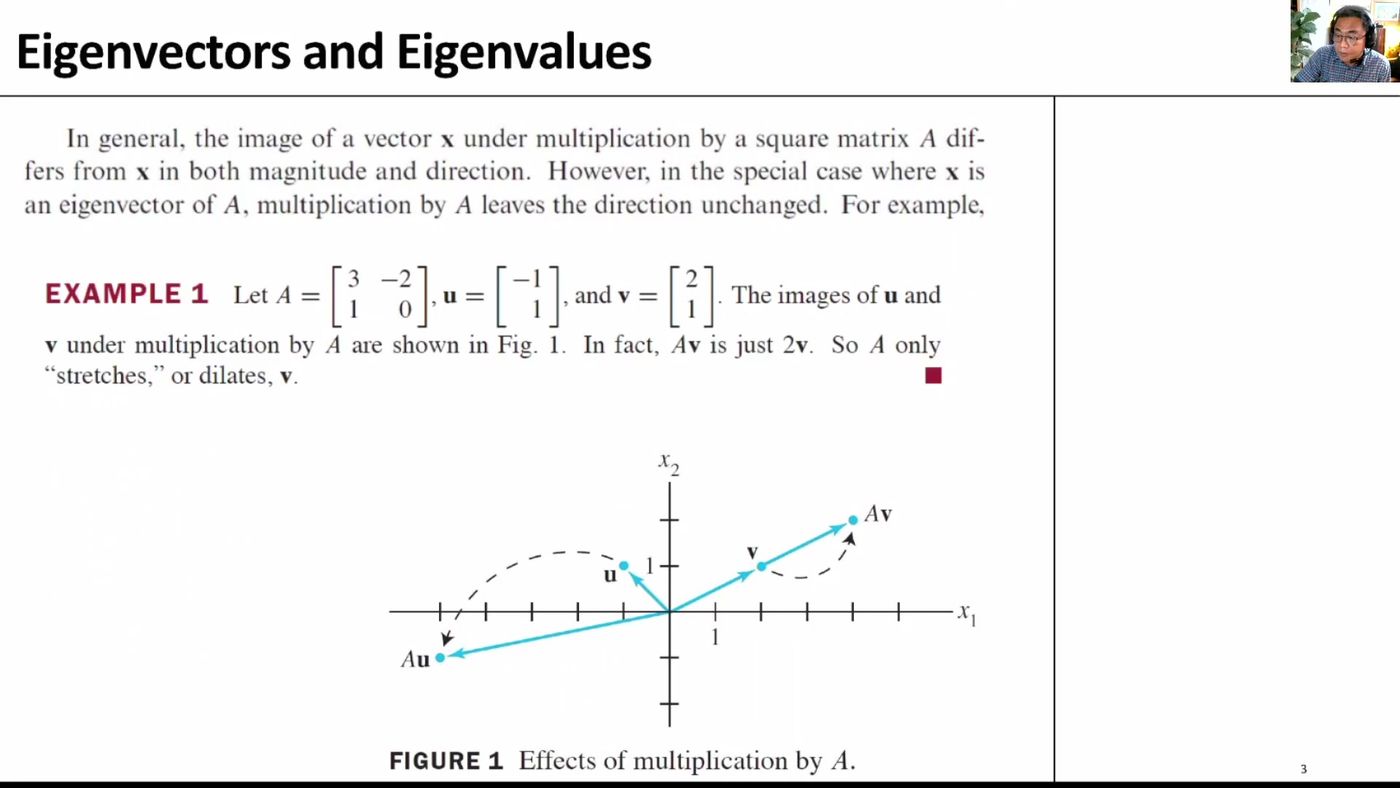 Eigenvectors and Eigenvalues
In general, the image of a vector x under multiplication by a square matrix A dif-
fers from x in both magnitude and direction. However, in the special case where x is
an eigenvector of A, multiplication by A leaves the direction unchanged. For example,
EXAMPLE 1 Let A = [3 −2; 1 0], u = [−1; 1], and v = [2; 1]. The images of u and
v under multiplication by A are shown in Fig. 1. In fact, Av is just 2v. So A only
“stretches,” or dilates, v.
x₂
Av
v
1
u
x₁
1
Au
FIGURE 1 Effects of multiplication by A.
3